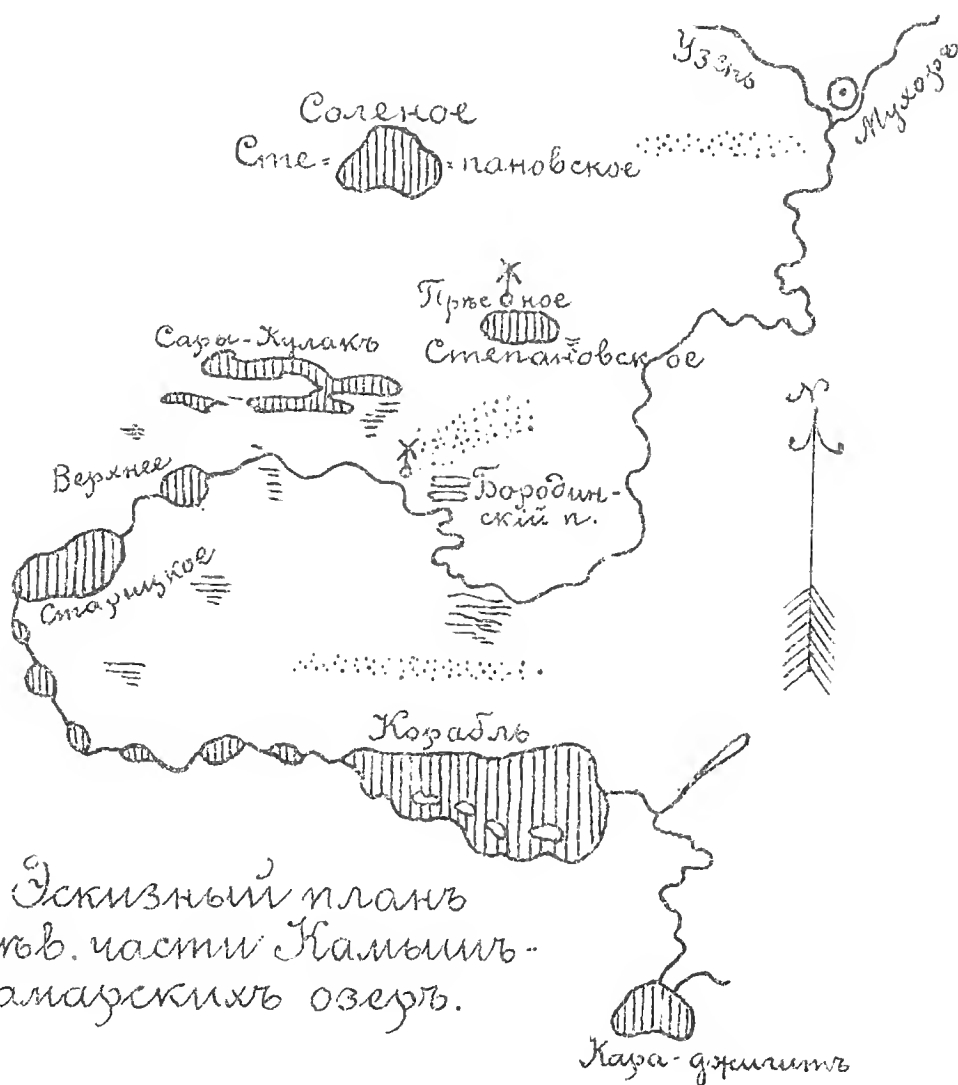 Узень
Мухоръ
Соленое
Сте=
=пановское
Прѣсное
Степановское
Сары-Кулакъ
N
Верхнее
Бородин-
скій п.
Старицкое
Корабль
Эскизный планъ
ѣв. части Камышъ-
амарскихъ озеръ.
Кара-джигитъ